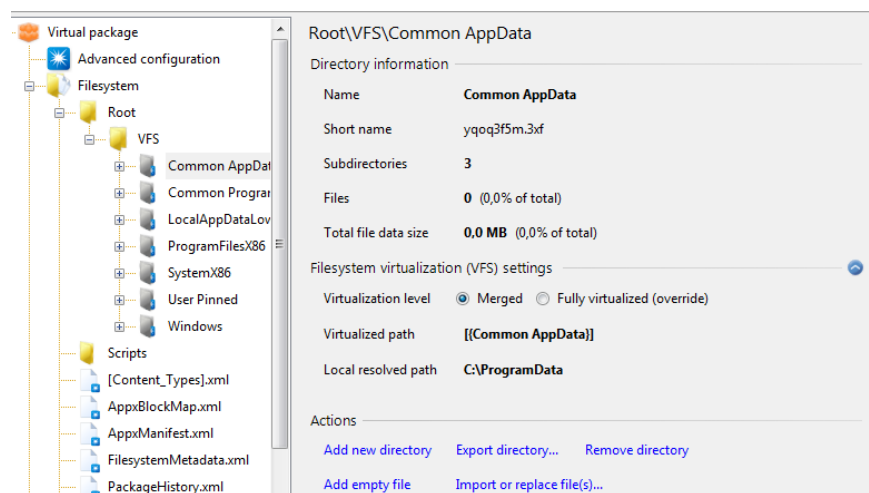 Virtual package
Advanced configuration
Filesystem
Root
VFS
Common AppDat
Common Program
LocalAppDataLow
ProgramFilesX86
SystemX86
User Pinned
Windows
Scripts
[Content_Types].xml
AppxBlockMap.xml
AppxManifest.xml
FilesystemMetadata.xml
PackageHistory.xml
Root\VFS\Common AppData
Directory information
Name Common AppData
Short name yqoq3f5m.3xf
Subdirectories 3
Files 0 (0,0% of total)
Total file data size 0,0 MB (0,0% of total)
Filesystem virtualization (VFS) settings
Virtualization level Merged Fully virtualized (override)
Virtualized path [{Common AppData}]
Local resolved path C:\ProgramData
Actions
Add new directory Export directory... Remove directory
Add empty file Import or replace file(s)...